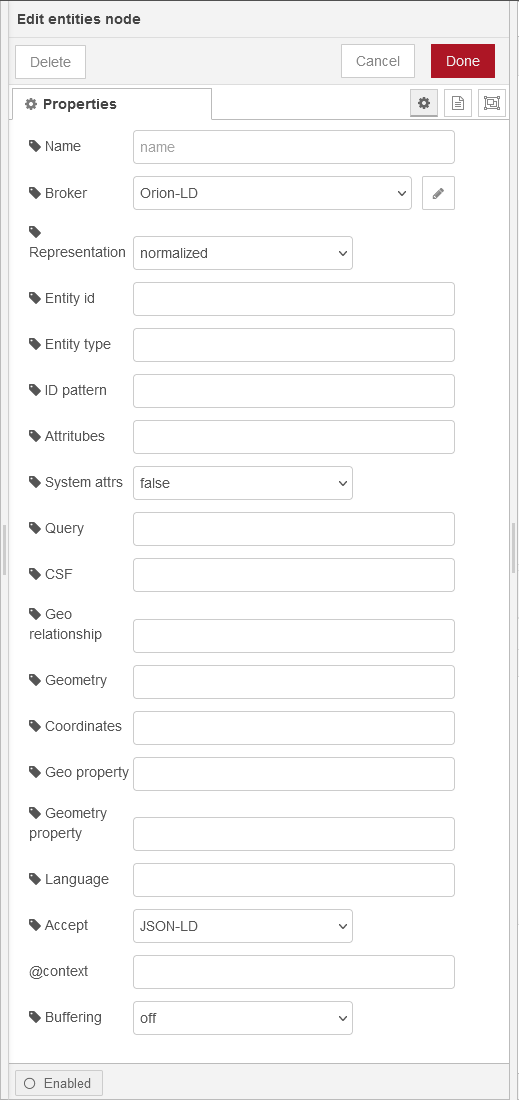 Edit entities node
Delete
Cancel
Done
Properties
Name
name
Broker
Orion-LD
Representation
normalized
Entity id
Entity type
ID pattern
Attritubes
System attrs
false
Query
CSF
Geo
relationship
Geometry
Coordinates
Geo property
Geometry
property
Language
Accept
JSON-LD
@context
Buffering
off
Enabled